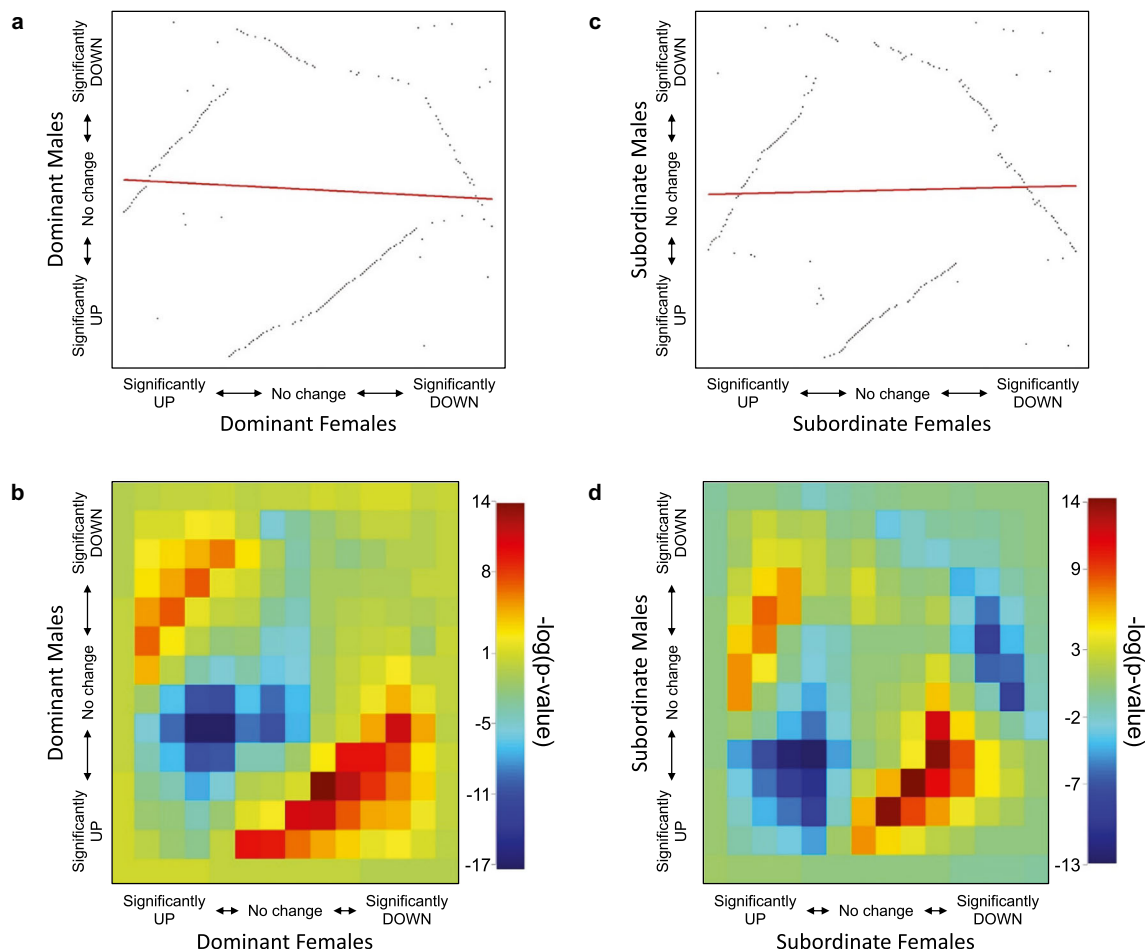 a
Dominant Males
Significantly
DOWN
No change
Significantly
UP
Significantly
UP
No change
Significantly
DOWN
Dominant Females
c
Subordinate Males
Significantly
DOWN
No change
Significantly
UP
Significantly
UP
No change
Significantly
DOWN
Subordinate Females
b
Dominant Males
Significantly
DOWN
No change
Significantly
UP
Significantly
UP
No change
Significantly
DOWN
Dominant Females
14
8
1
-5
-11
-17
-log(p-value)
d
Subordinate Males
Significantly
DOWN
No change
Significantly
UP
Significantly
UP
No change
Significantly
DOWN
Subordinate Females
14
9
3
-2
-7
-13
-log(p-value)